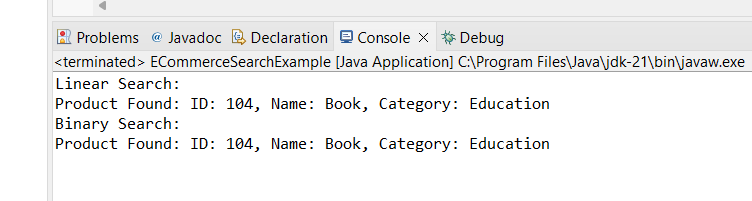 Problems @ Javadoc Declaration Console Debug
<terminated> ECommerceSearchExample [Java Application] C:\Program Files\Java\jdk-21\bin\javaw.exe
Linear Search:
Product Found: ID: 104, Name: Book, Category: Education
Binary Search:
Product Found: ID: 104, Name: Book, Category: Education